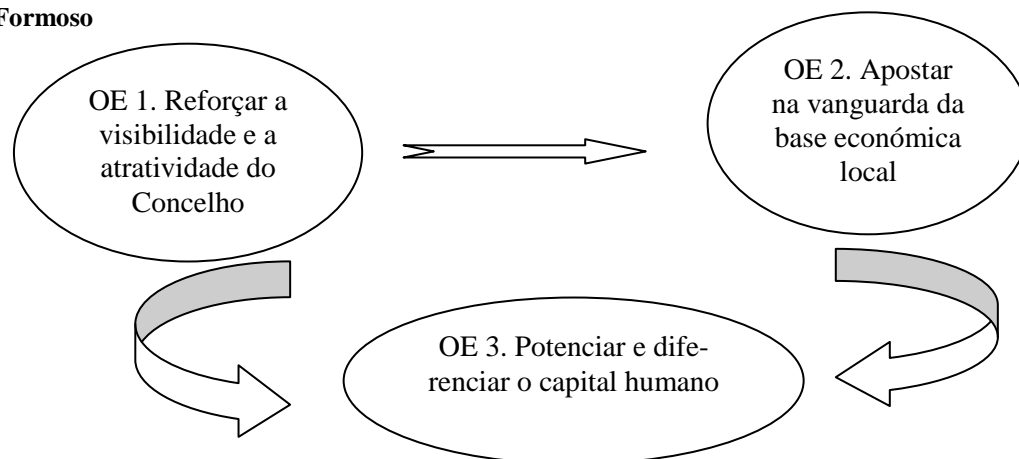 Formoso
OE 1. Reforçar a
visibilidade e a
atratividade do
Concelho
OE 2. Apostar
na vanguarda da
base económica
local
OE 3. Potenciar e dife-
renciar o capital humano